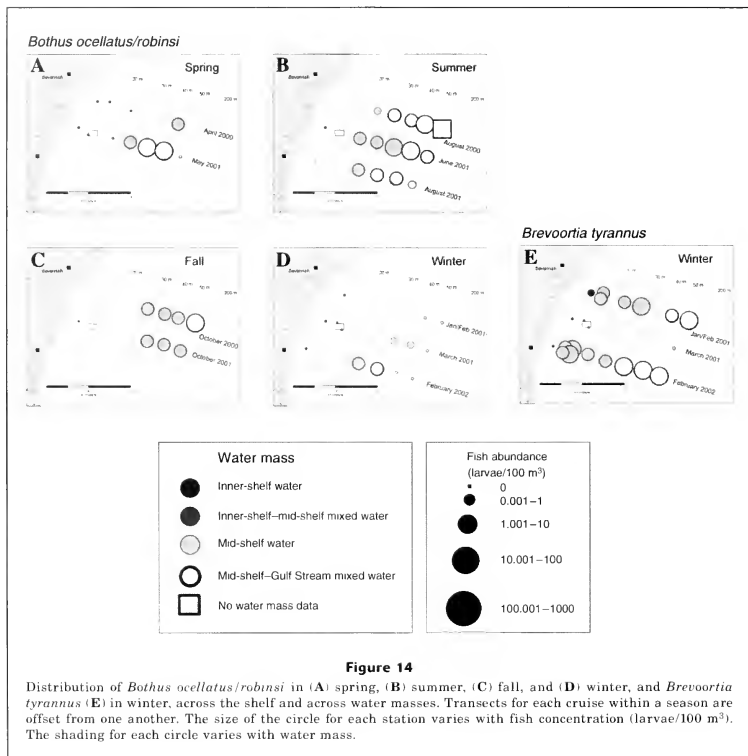 Bothus ocellatus/robinsi
A
Spring
Savannah
200 m
April 2000
May 2001
B
Summer
Savannah
200 m
August 2000
June 2001
August 2001
C
Fall
Savannah
200 m
October 2000
October 2001
D
Winter
Savannah
200 m
Jan/Feb 2001
March 2001
February 2002
Brevoortia tyrannus
E
Winter
Savannah
200 m
Jan/Feb 2001
March 2001
February 2002
Water mass
Inner-shelf water
Inner-shelf–mid-shelf mixed water
Mid-shelf water
Mid-shelf–Gulf Stream mixed water
No water mass data
Fish abundance
(larvae/100 m³)
0
0.001–1
1.001–10
10.001–100
100.001–1000
Figure 14
Distribution of Bothus ocellatus/robinsi in (A) spring, (B) summer, (C) fall, and (D) winter, and Brevoortia
tyrannus (E) in winter, across the shelf and across water masses. Transects for each cruise within a season are
offset from one another. The size of the circle for each station varies with fish concentration (larvae/100 m³).
The shading for each circle varies with water mass.